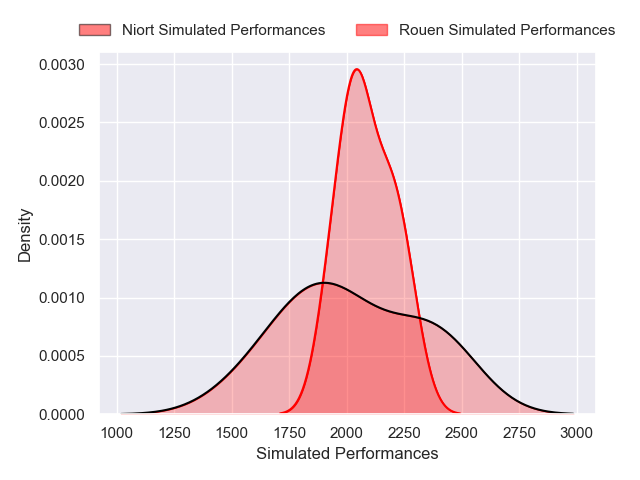 Niort Simulated Performances Rouen Simulated Performances
0.0030
0.0025
0.0020
0.0015
0.0010
0.0005
0.0000
Density
1000 1250 1500 1750 2000 2250 2500 2750 3000
Simulated Performances